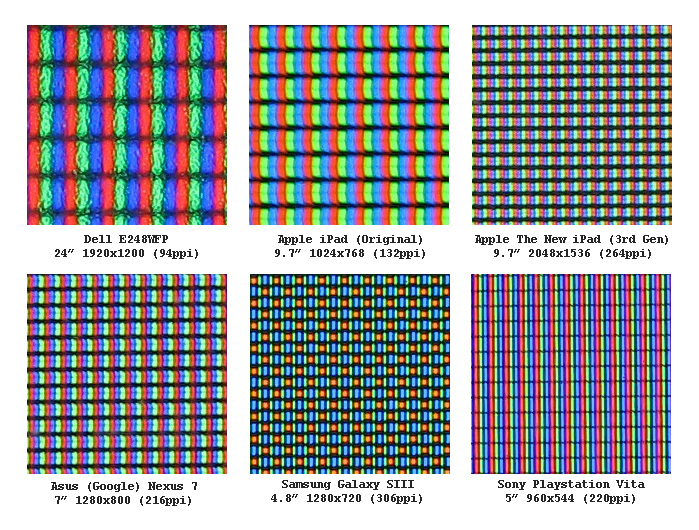 Dell E248WFP
24″ 1920x1200 (94ppi)
Apple iPad (Original)
9.7″ 1024x768 (132ppi)
Apple The New iPad (3rd Gen)
9.7″ 2048x1536 (264ppi)
Asus (Google) Nexus 7
7″ 1280x800 (216ppi)
Samsung Galaxy SIII
4.8″ 1280x720 (306ppi)
Sony Playstation Vita
5″ 960x544 (220ppi)